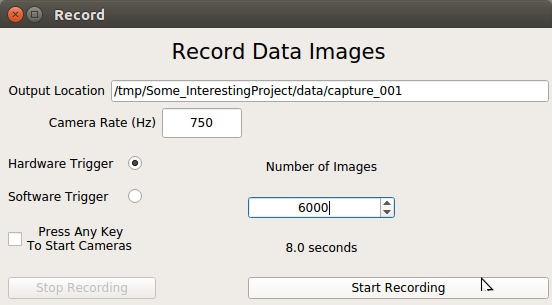 Record
Record Data Images
Output Location /tmp/Some_InterestingProject/data/capture_001
Camera Rate (Hz) 750
Hardware Trigger
Number of Images
Software Trigger
6000
Press Any Key
To Start Cameras
8.0 seconds
Stop Recording
Start Recording